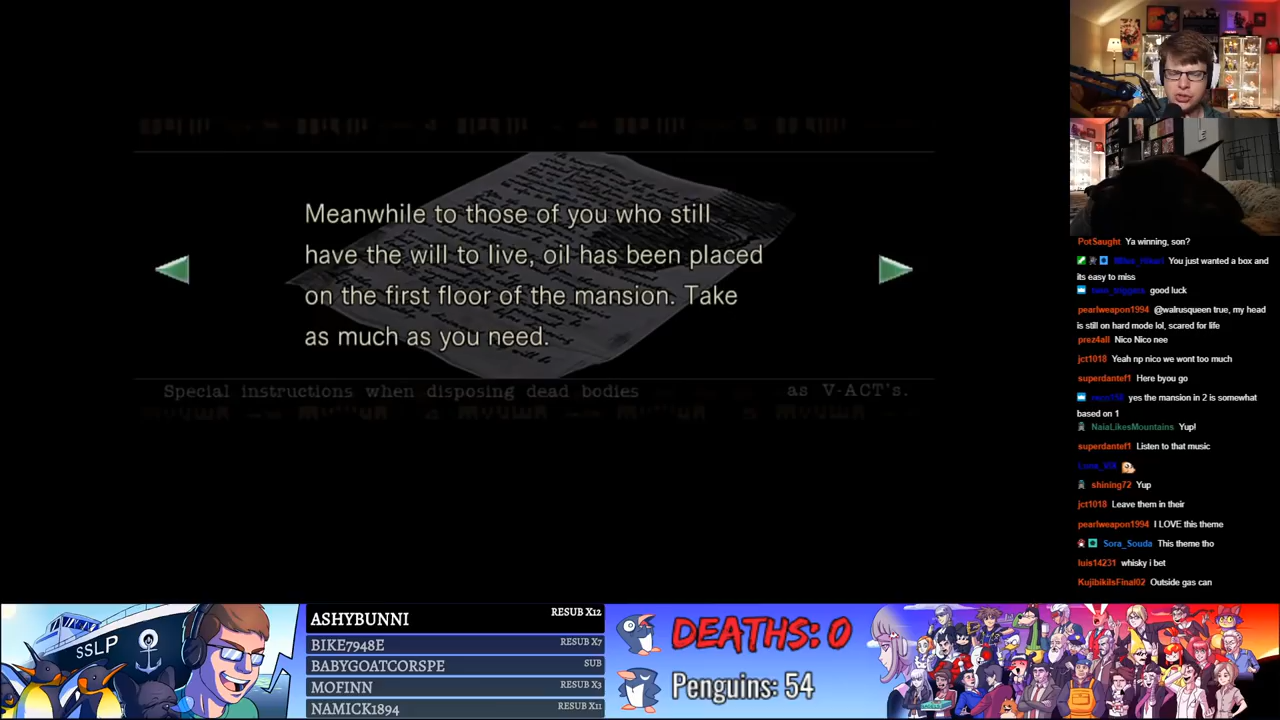 Meanwhile to those of you who still
have the will to live, oil has been placed
on the first floor of the mansion. Take
as much as you need.
Special instructions when disposing dead bodies as V-ACT's.
PotSaught Ya winning, son?
You just wanted a box and
its easy to miss
good luck
pearlweapon1994 @walrusqueen true, my head
is still on hard mode lol, scared for life
prez4all Nico Nico nee
jct1018 Yeah np nico we wont too much
superdantef1 Here byou go
yes the mansion in 2 is somewhat
based on 1
NaiaLikesMountains Yup!
superdantef1 Listen to that music
shining72 Yup
jct1018 Leave them in their
pearlweapon1994 I LOVE this theme
Sora_Souda This theme tho
luis14231 whisky i bet
KujibikilsFinal02 Outside gas can
SSLP
ASHYBUNNI RESUB X12
BIKE7948E RESUB X7
BABYGOATCORSPE SUB
MOFINN RESUB X3
NAMICK1894 RESUB X11
DEATHS: 0
Penguins: 54